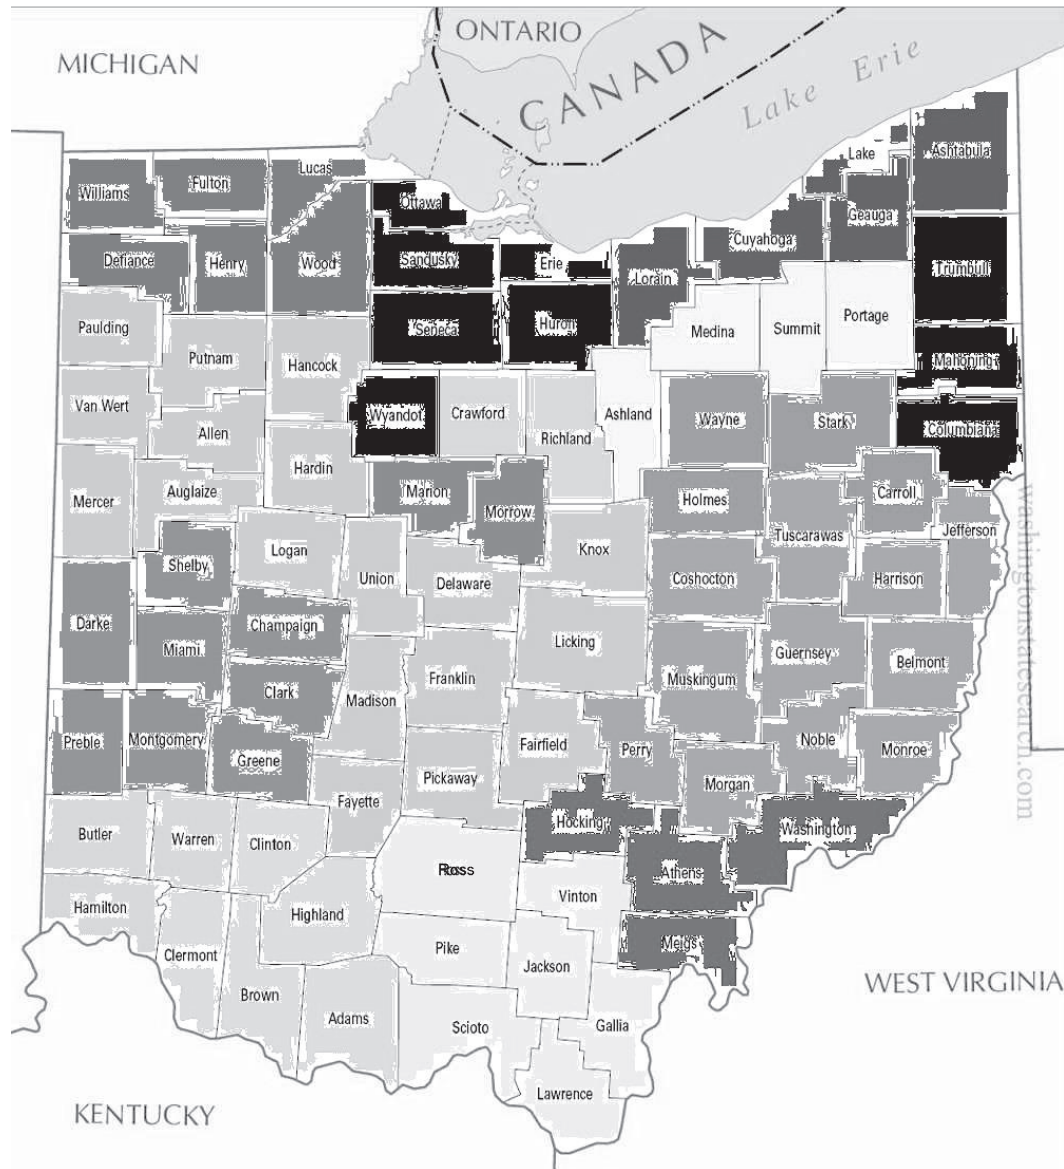 ONTARIO
MICHIGAN
CANADA
Lake Erie
Lake
Ashtabula
Lucas
Fulton
Williams
Ottawa
Geauga
Cuyahoga
Defiance
Henry
Wood
Sandusky
Erie
Lorain
Trumbull
Paulding
Putnam
Hancock
Seneca
Huron
Medina
Summit
Portage
Mahoning
Van Wert
Allen
Wyandot
Crawford
Richland
Ashland
Wayne
Stark
Columbiana
Mercer
Auglaize
Hardin
Marion
Morrow
Holmes
Carroll
Jefferson
Shelby
Logan
Union
Delaware
Knox
Coshocton
Tuscarawas
Harrison
Darke
Miami
Champaign
Licking
Muskingum
Guernsey
Belmont
Clark
Madison
Franklin
Preble
Montgomery
Greene
Fairfield
Perry
Noble
Monroe
Fayette
Pickaway
Morgan
Butler
Warren
Clinton
Hocking
Washington
Ross
Athens
Vinton
Hamilton
Highland
Clermont
Pike
Jackson
Meigs
Brown
Adams
Scioto
Gallia
Lawrence
WEST VIRGINIA
KENTUCKY
washingtonsatesearch.com